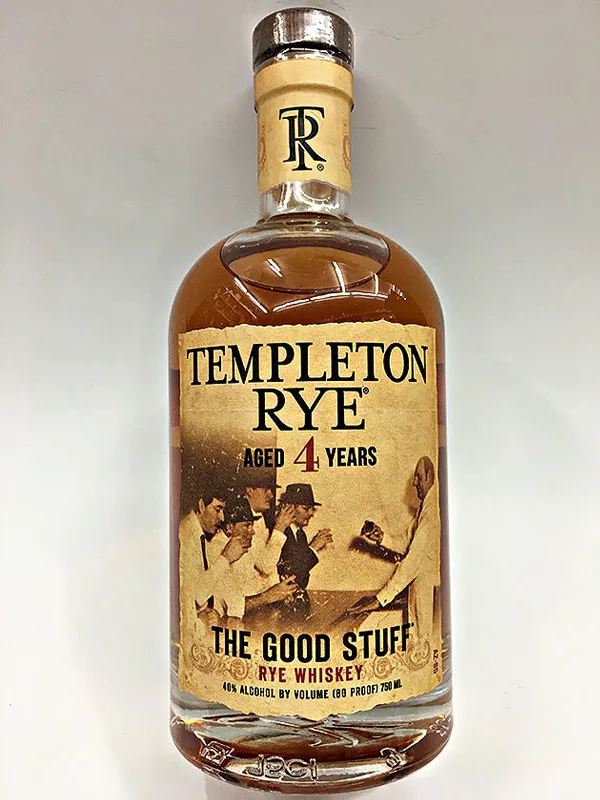 TR®
TEMPLETON
RYE®
AGED 4 YEARS
THE GOOD STUFF®
RYE WHISKEY
40% ALCOHOL BY VOLUME (80 PROOF) 750 ML